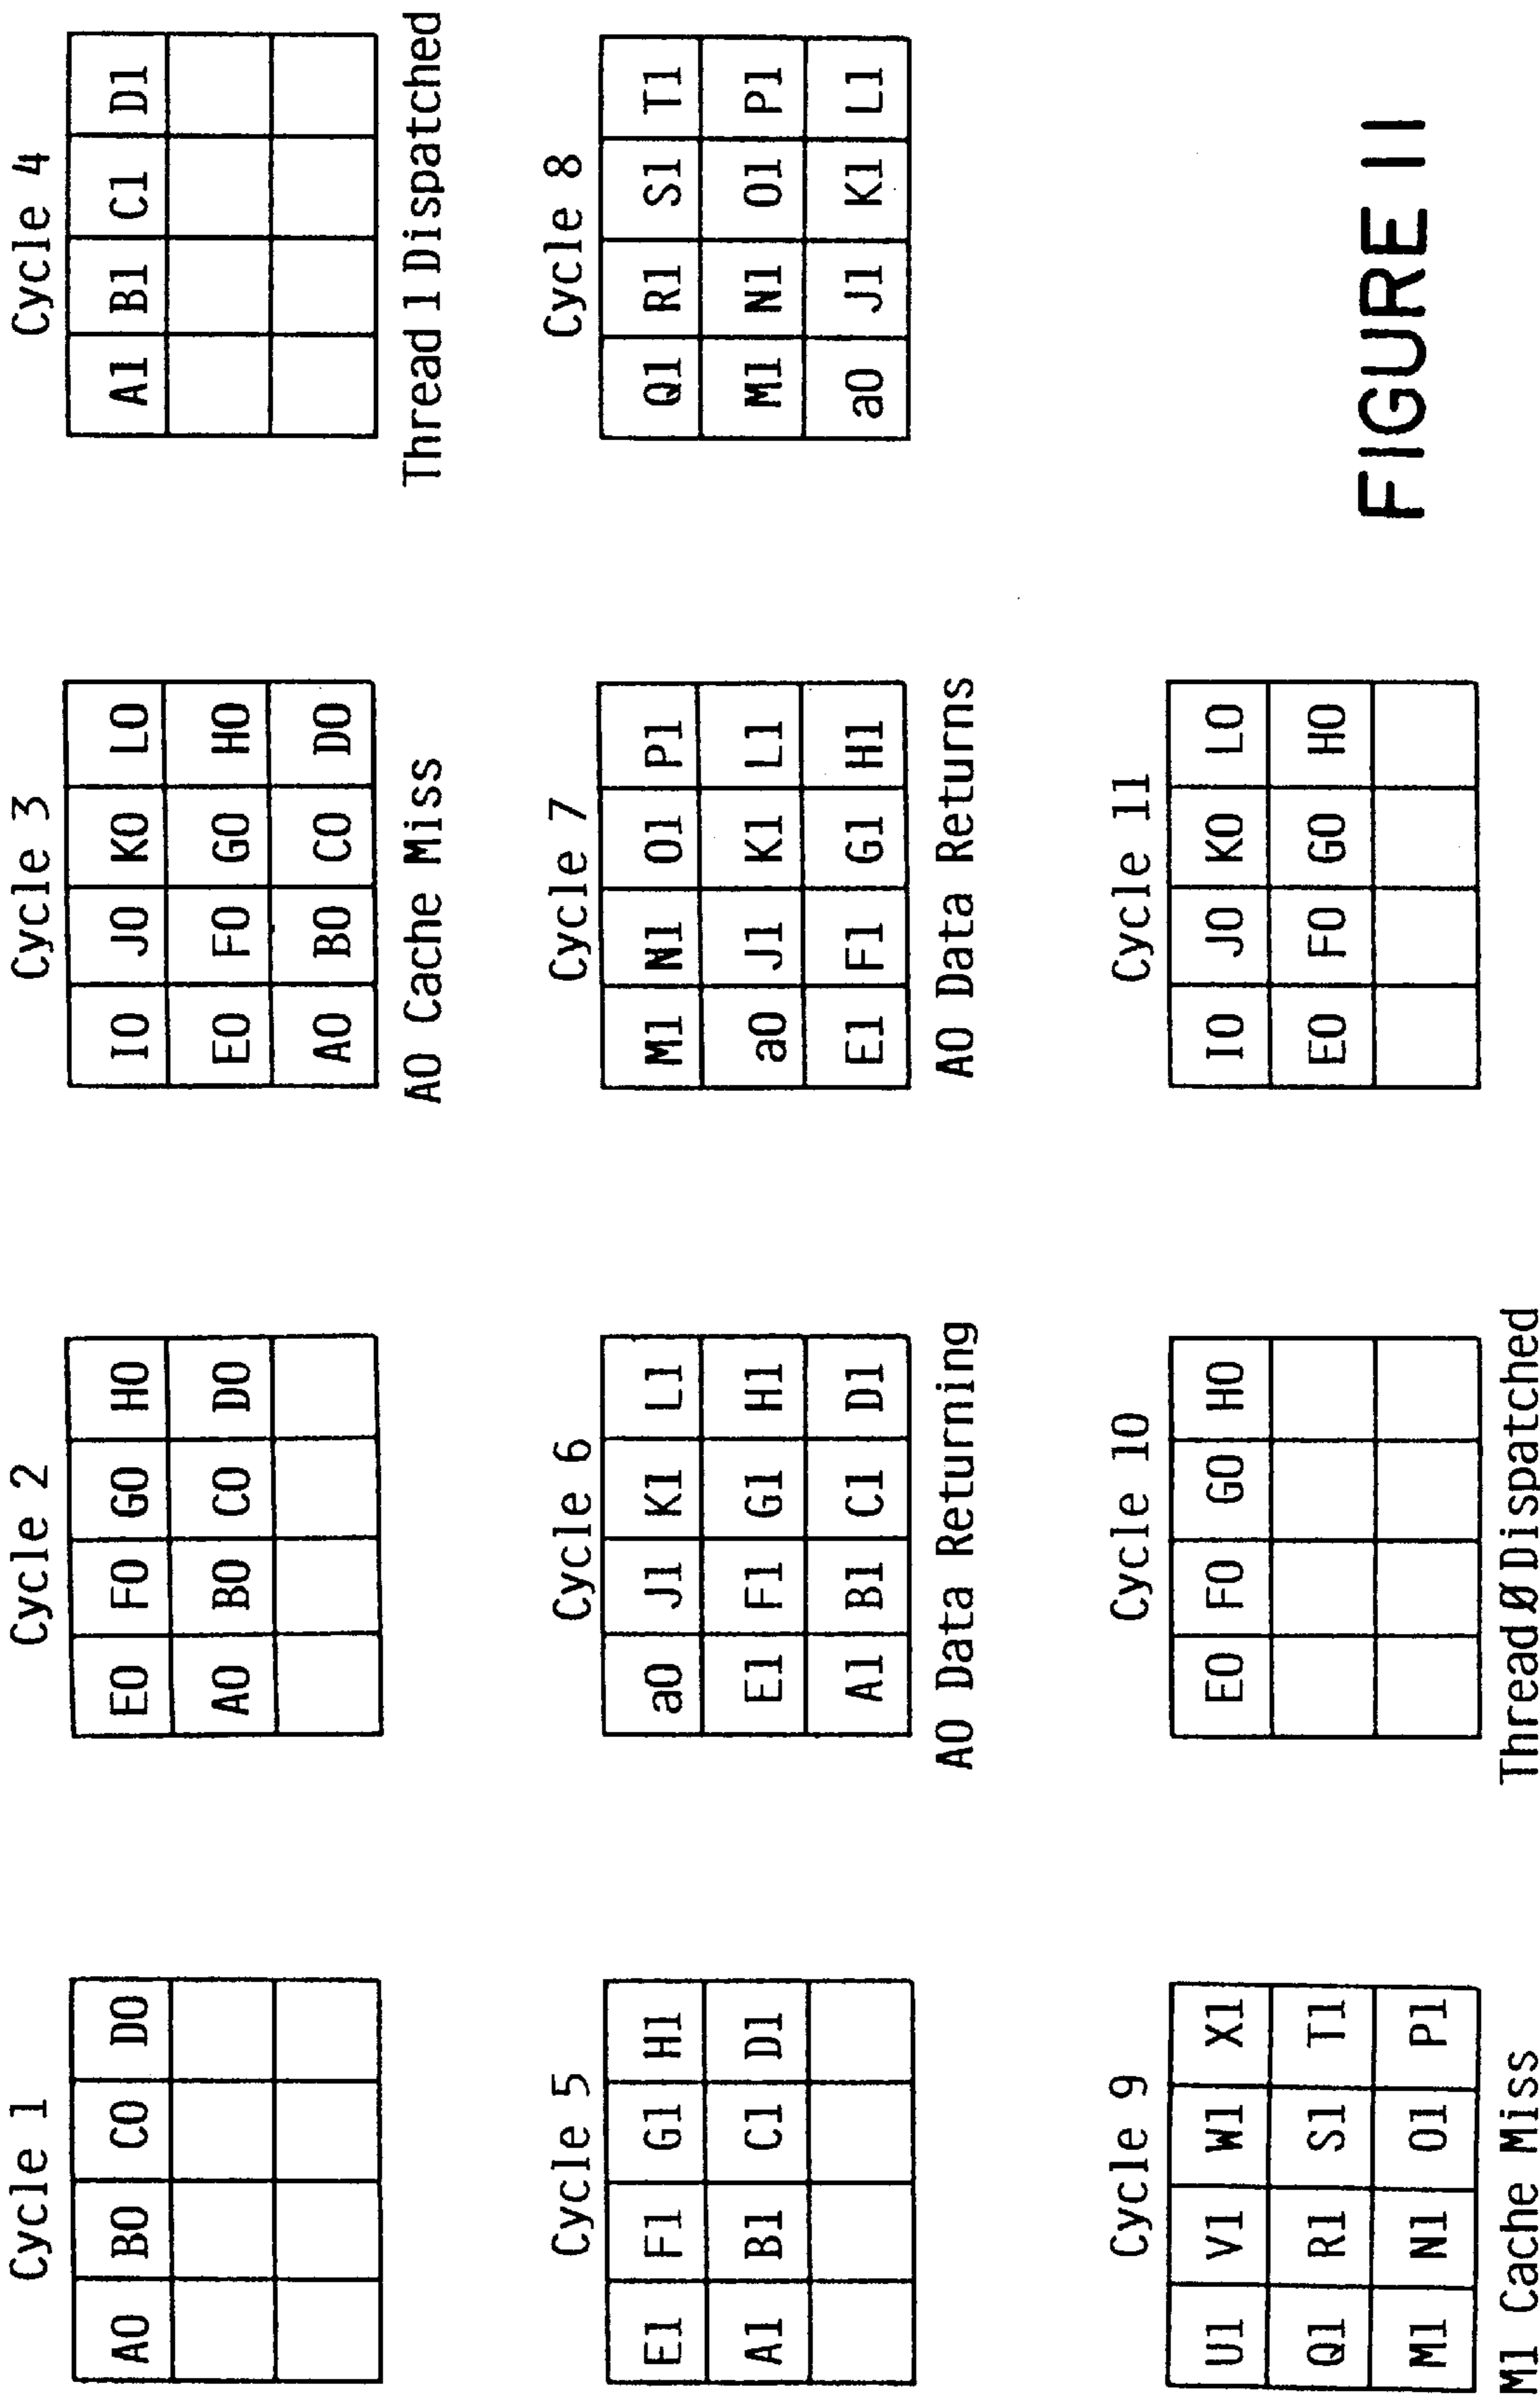 Cycle 1
A0 B0 C0 D0
Cycle 2
E0 F0 G0 H0
A0 B0 C0 D0
Cycle 3
I0 J0 K0 L0
E0 F0 G0 H0
A0 B0 C0 D0
A0 Cache Miss
Cycle 4
A1 B1 C1 D1
Thread 1 Dispatched
Cycle 5
E1 F1 G1 H1
A1 B1 C1 D1
Cycle 6
a0 J1 K1 L1
E1 F1 G1 H1
A1 B1 C1 D1
A0 Data Returning
Cycle 7
M1 N1 O1 P1
a0 J1 K1 L1
E1 F1 G1 H1
A0 Data Returns
Cycle 8
Q1 R1 S1 T1
M1 N1 O1 P1
a0 J1 K1 L1
Cycle 9
U1 V1 W1 X1
Q1 R1 S1 T1
M1 N1 O1 P1
M1 Cache Miss
Cycle 10
E0 F0 G0 H0
Thread Ø Dispatched
Cycle 11
I0 J0 K0 L0
E0 F0 G0 H0
FIGURE 11